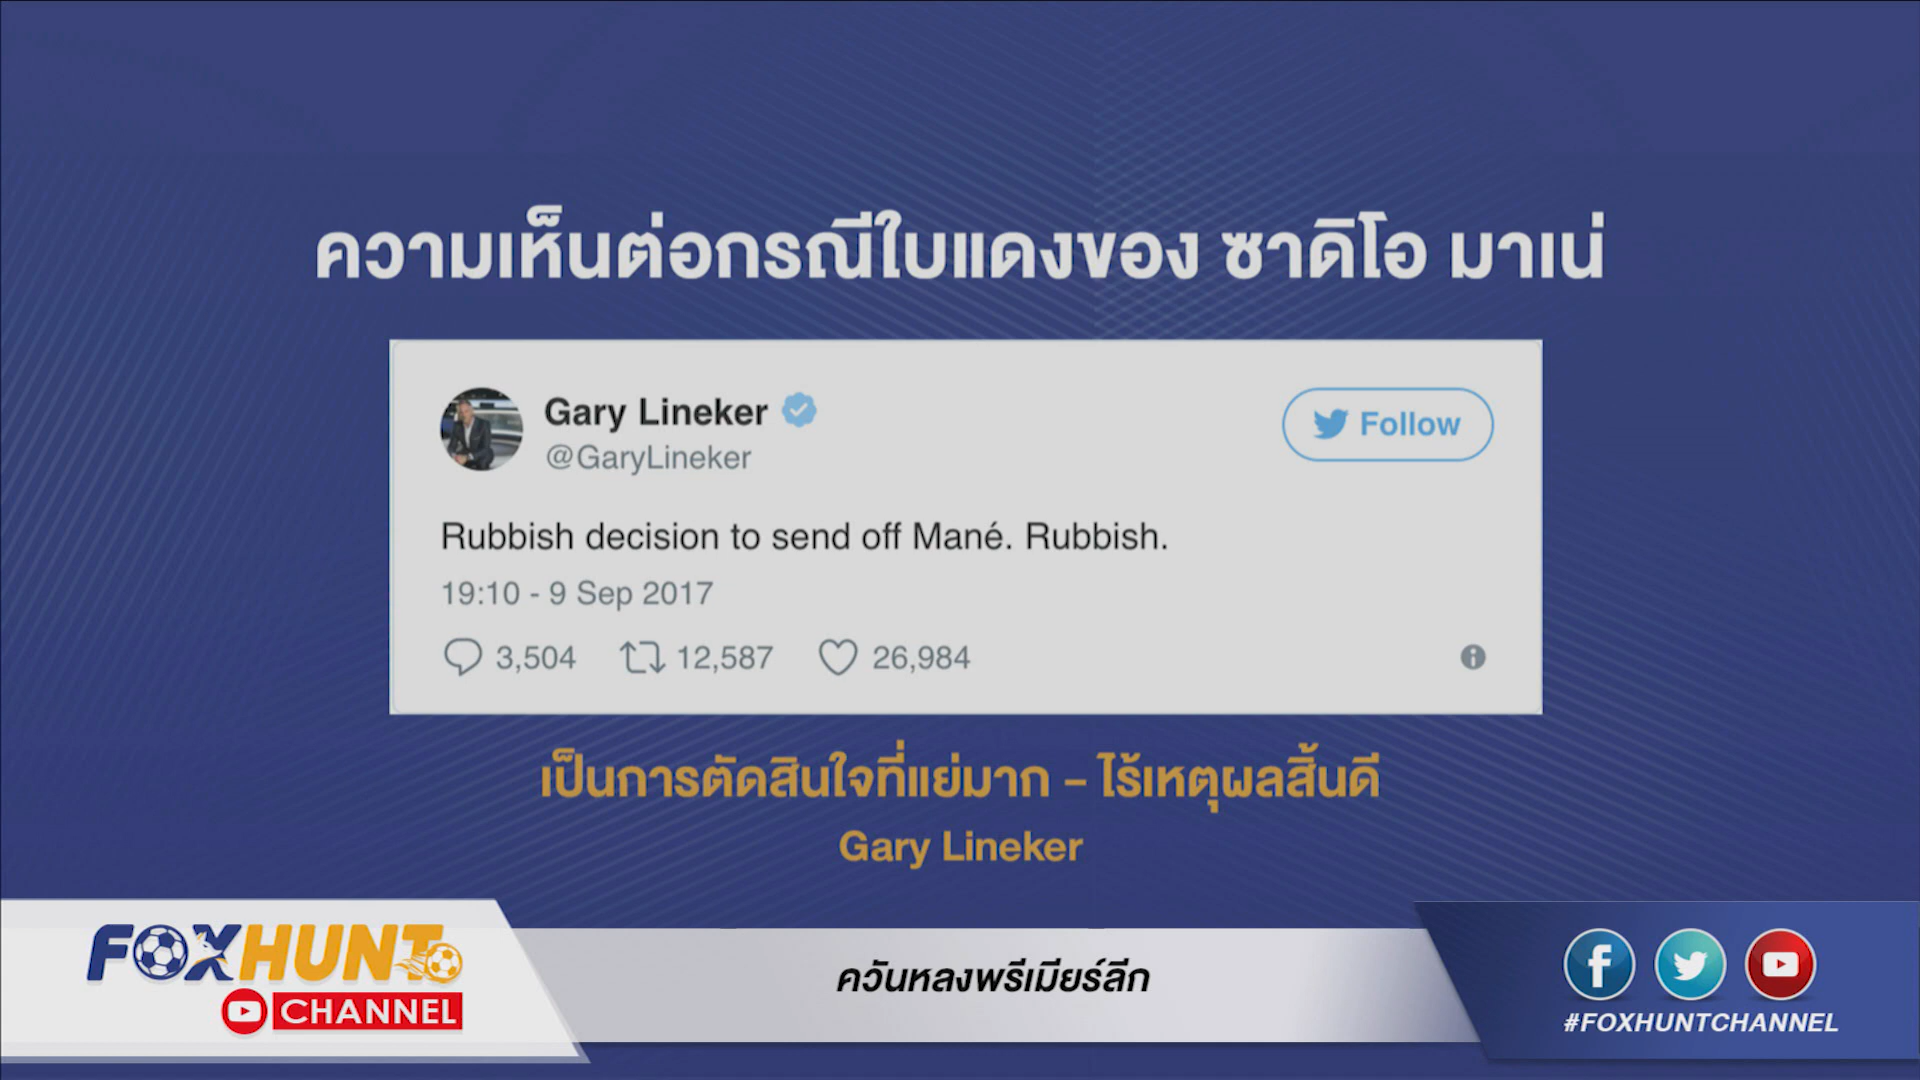 ความเห็นต่อกรณีใบแดงของ ซาดิโอ มาเน่
Gary Lineker
@GaryLineker
Follow
Rubbish decision to send off Mané. Rubbish.
19:10 - 9 Sep 2017
3,504 12,587 26,984
เป็นการตัดสินใจที่แย่มาก - ไร้เหตุผลสิ้นดี
Gary Lineker
FOXHUNT
CHANNEL
ควันหลงพรีเมียร์ลีก
#FOXHUNTCHANNEL